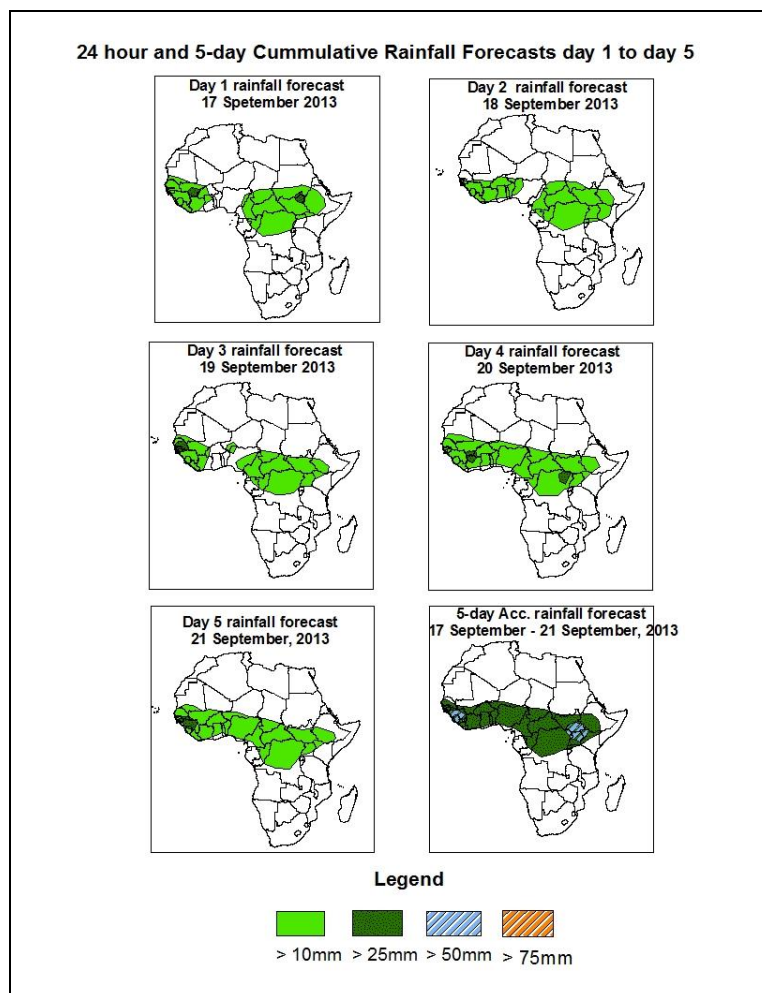 24 hour and 5-day Cummulative Rainfall Forecasts day 1 to day 5
Day 1 rainfall forecast
17 Spetember 2013
Day 2 rainfall forecast
18 September 2013
Day 3 rainfall forecast
19 September 2013
Day 4 rainfall forecast
20 September 2013
Day 5 rainfall forecast
21 September, 2013
5-day Acc. rainfall forecast
17 September - 21 September, 2013
Legend
> 10mm > 25mm > 50mm > 75mm